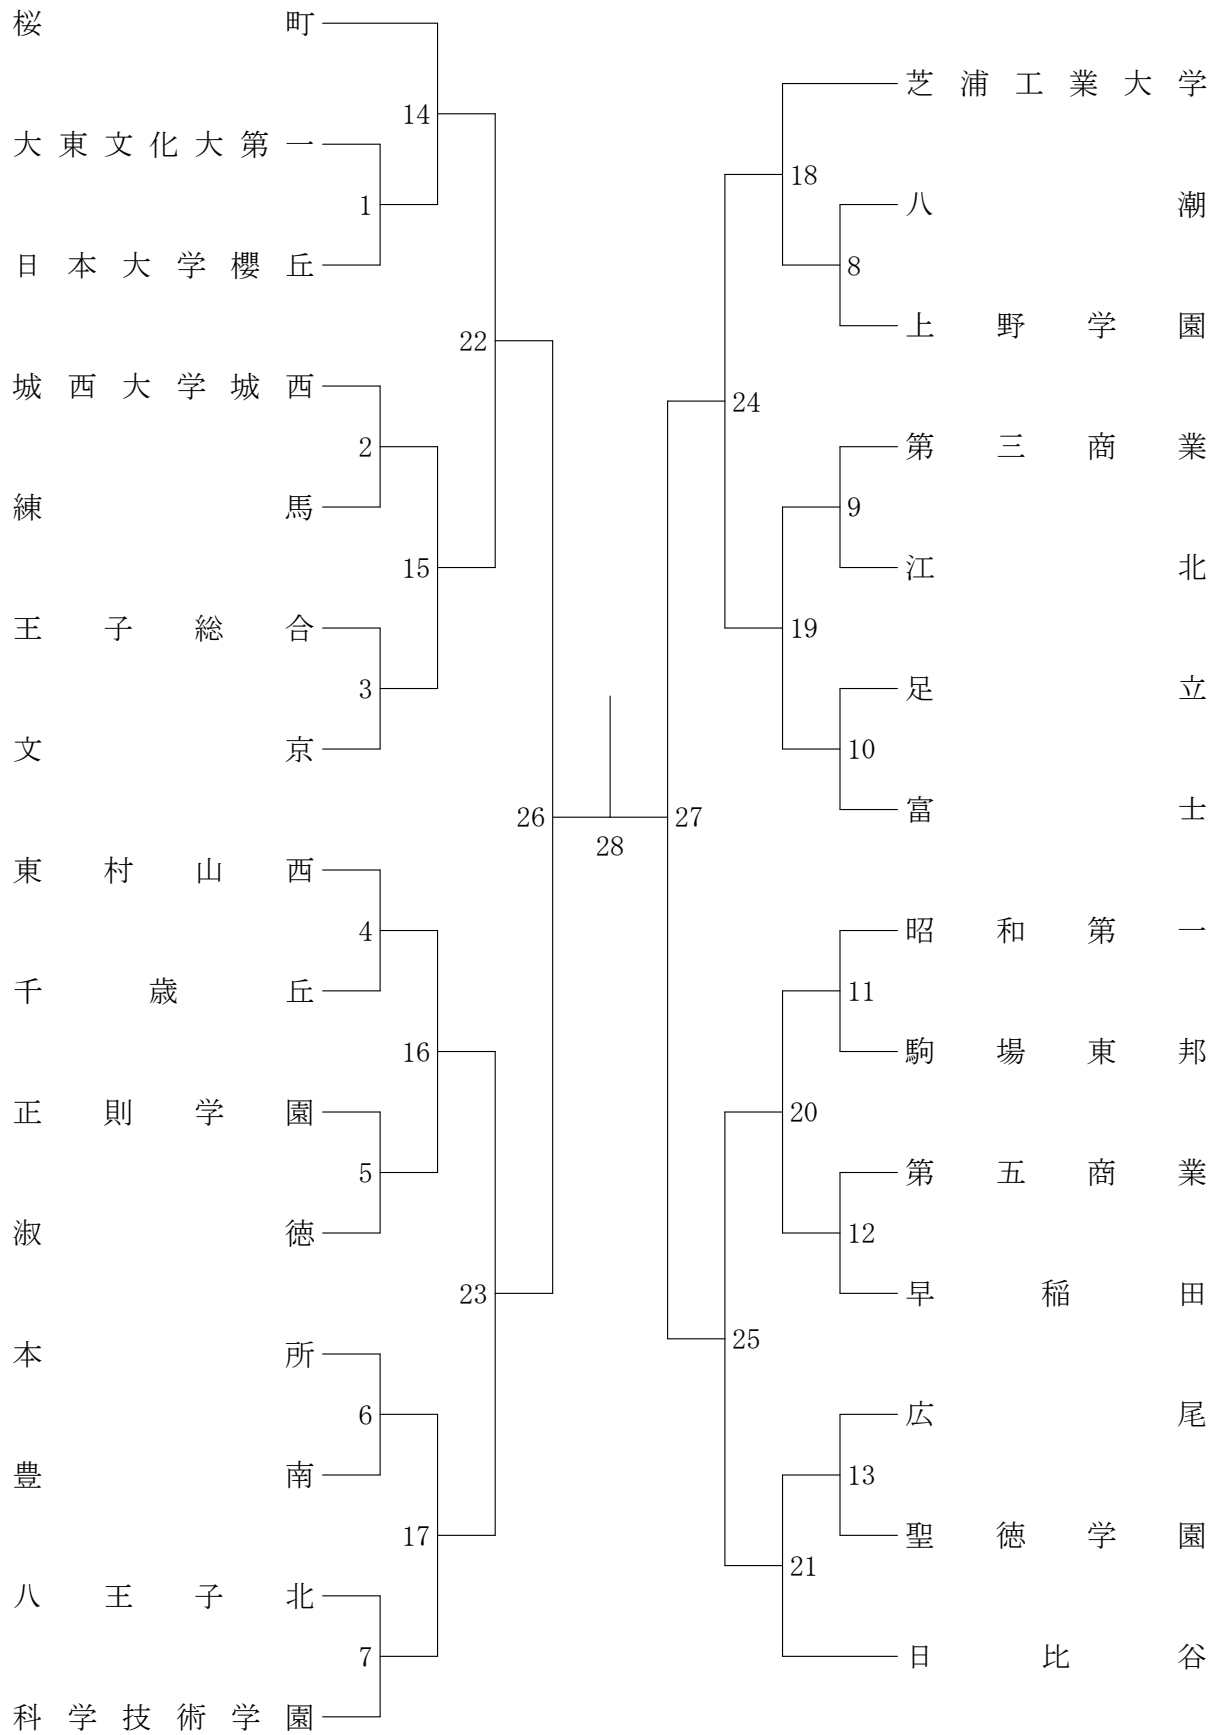 桜町
14
大東文化大第一
1
日本大学櫻丘
22
城西大学城西
2
練馬
15
王子総合
3
文京
26
東村山西
4
千歳丘
16
正則学園
5
淑徳
23
本所
6
豊南
17
八王子北
7
科学技術学園
28
芝浦工業大学
18
八潮
8
上野学園
24
第三商業
9
江北
19
足立
10
富士
27
昭和第一
11
駒場東邦
20
第五商業
12
早稲田
25
広尾
13
聖徳学園
21
日比谷